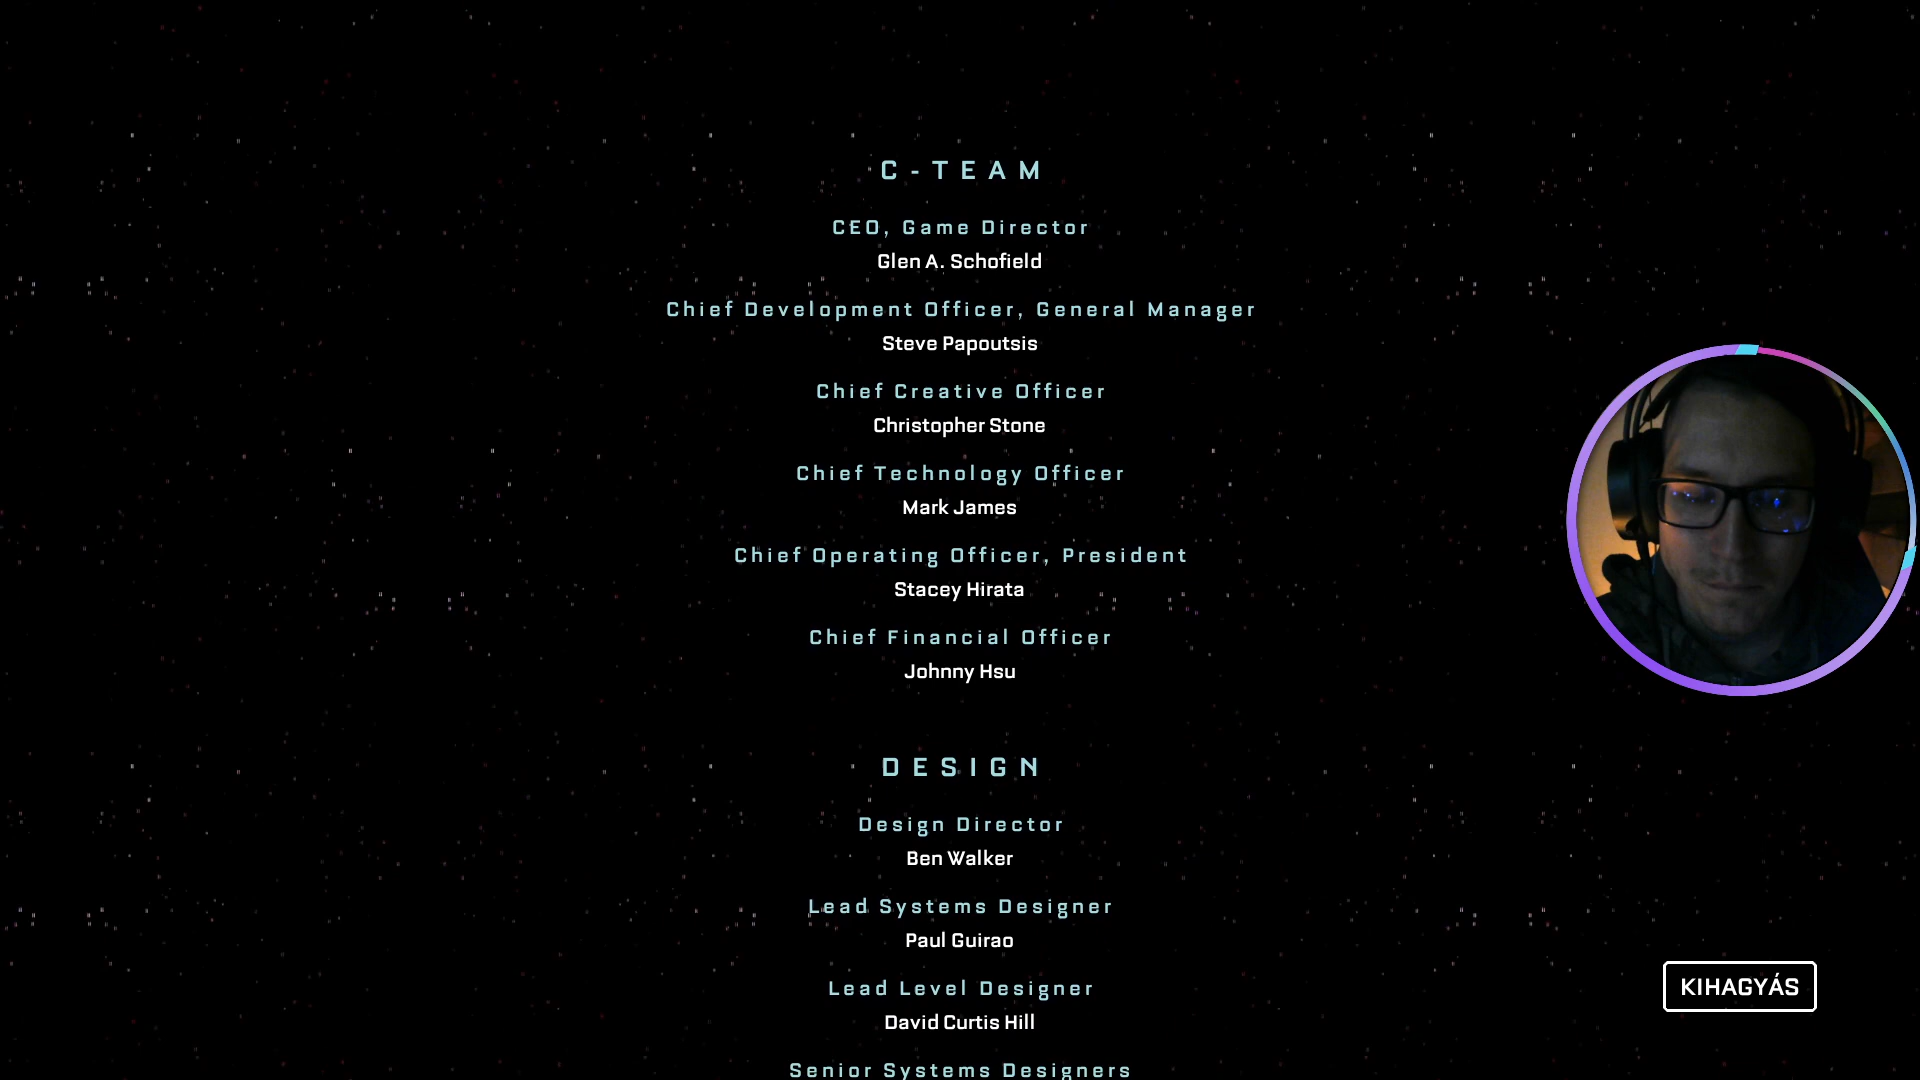 C-TEAM
CEO, Game Director
Glen A. Schofield
Chief Development Officer, General Manager
Steve Papoutsis
Chief Creative Officer
Christopher Stone
Chief Technology Officer
Mark James
Chief Operating Officer, President
Stacey Hirata
Chief Financial Officer
Johnny Hsu
DESIGN
Design Director
Ben Walker
Lead Systems Designer
Paul Guirao
Lead Level Designer
David Curtis Hill
Senior Systems Designers
KIHAGYÁS